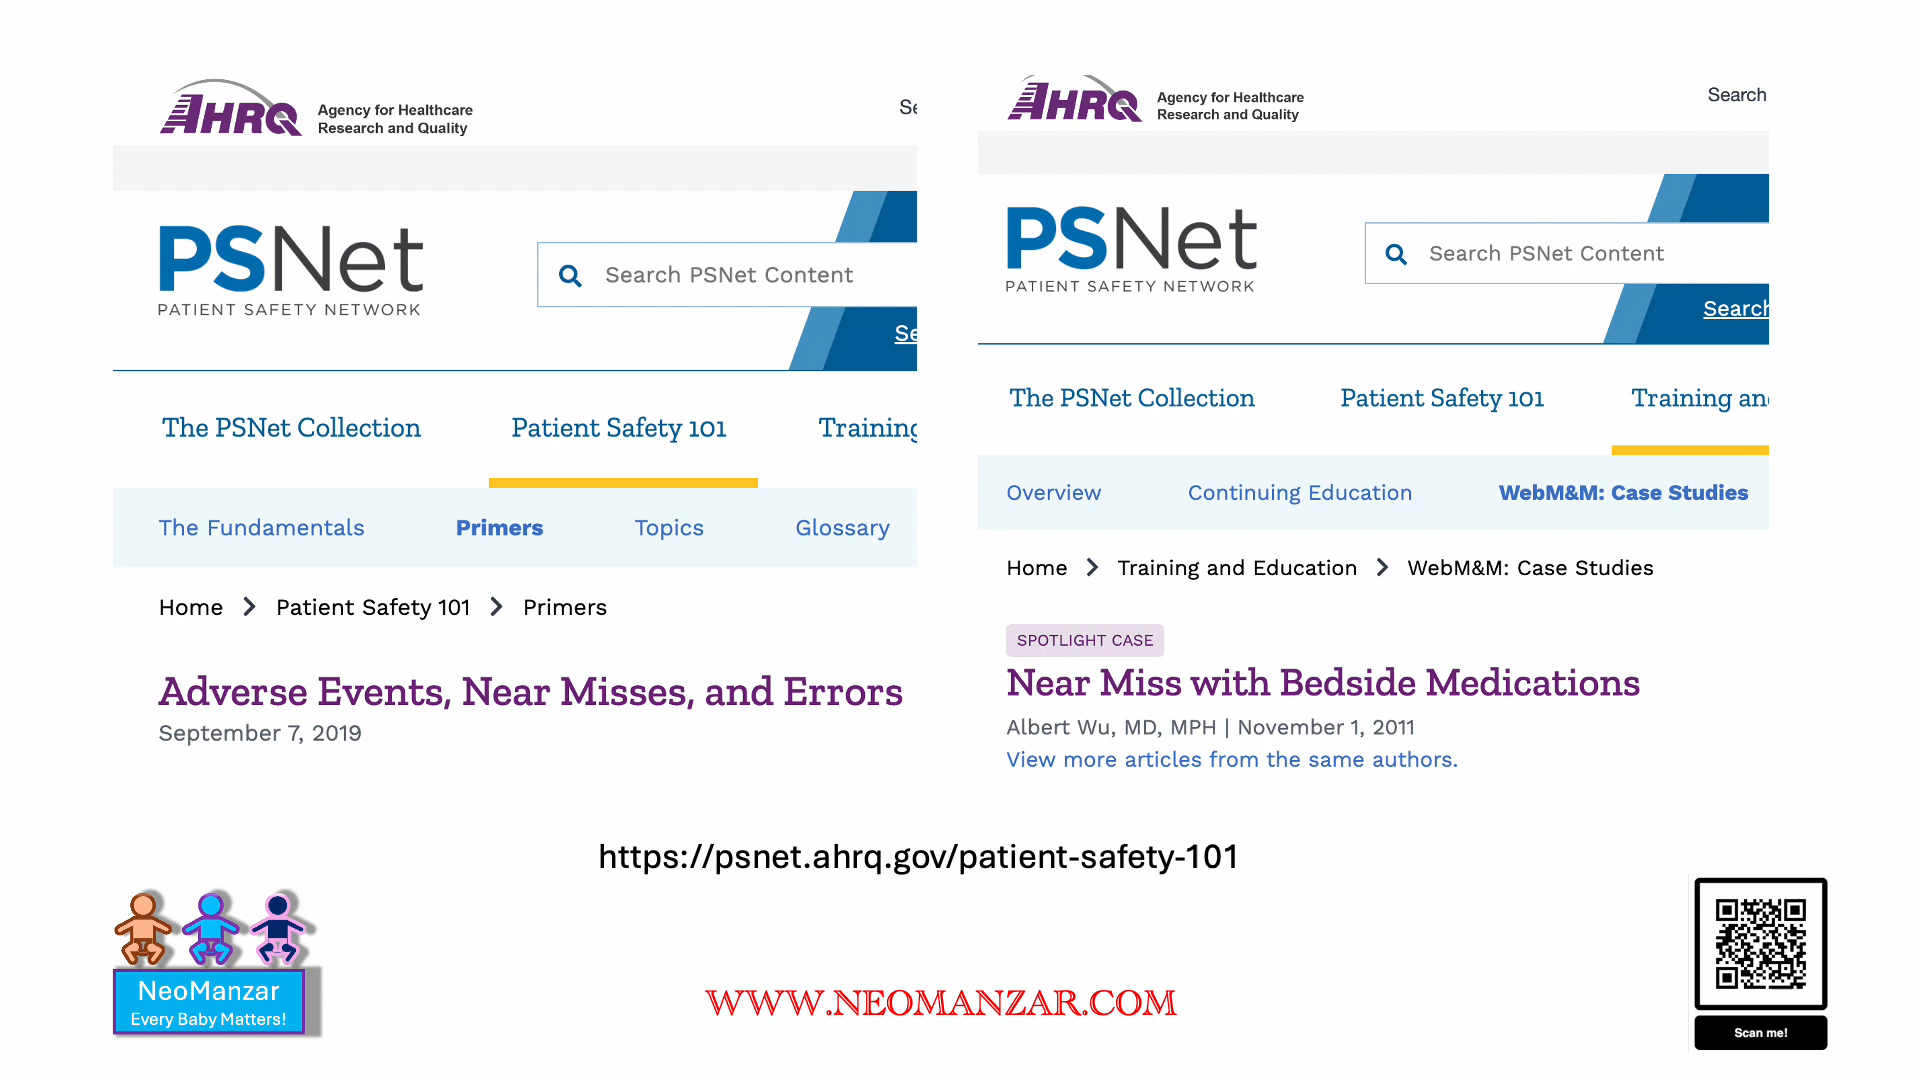 AHRQ
Agency for Healthcare
Research and Quality
Se
PSNet
PATIENT SAFETY NETWORK
Search PSNet Content
Se
The PSNet Collection
Patient Safety 101
Training
The Fundamentals
Primers
Topics
Glossary
Home > Patient Safety 101 > Primers
Adverse Events, Near Misses, and Errors
September 7, 2019
AHRQ
Agency for Healthcare
Research and Quality
Search
PSNet
PATIENT SAFETY NETWORK
Search PSNet Content
Search
The PSNet Collection
Patient Safety 101
Training an
Overview
Continuing Education
WebM&M: Case Studies
Home > Training and Education > WebM&M: Case Studies
SPOTLIGHT CASE
Near Miss with Bedside Medications
Albert Wu, MD, MPH | November 1, 2011
View more articles from the same authors.
https://psnet.ahrq.gov/patient-safety-101
NeoManzar
Every Baby Matters!
WWW.NEOMANZAR.COM
Scan me!